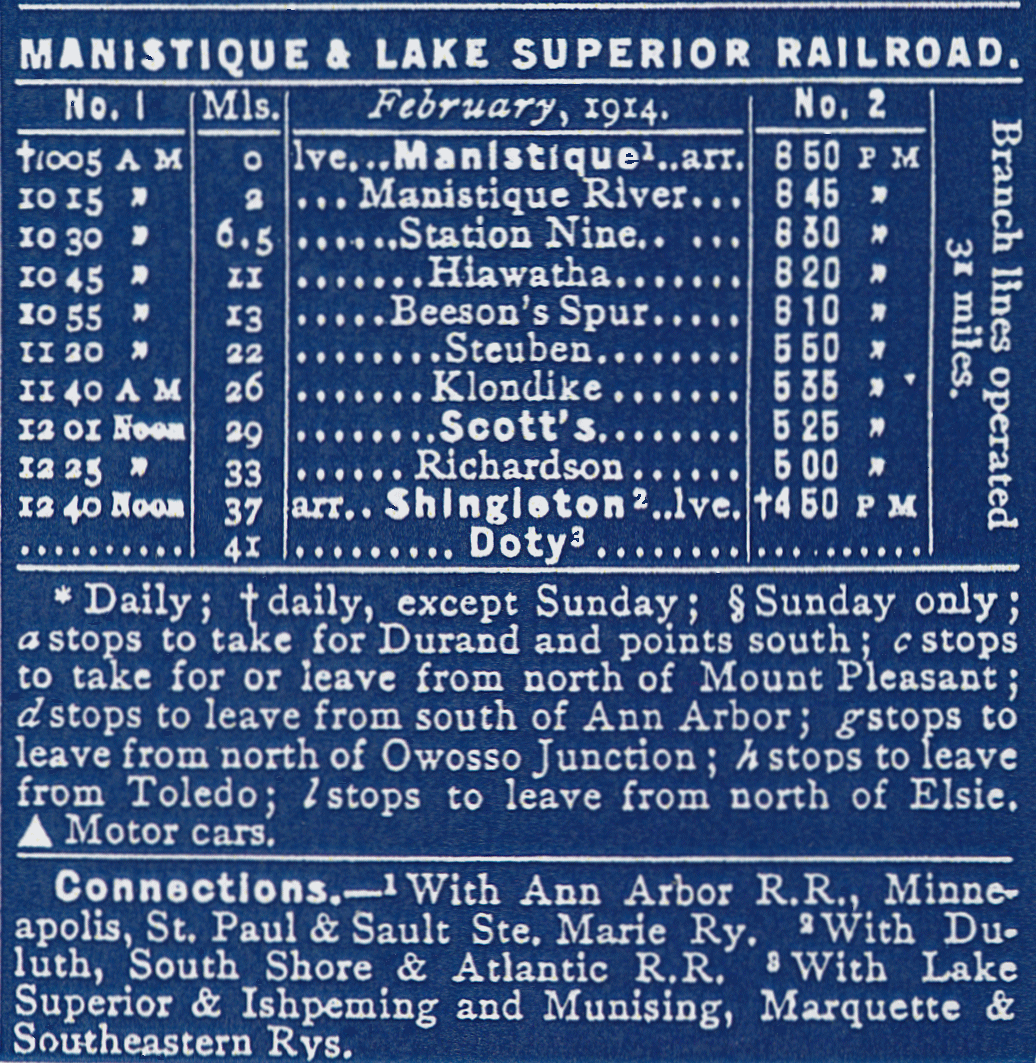 MANISTIQUE & LAKE SUPERIOR RAILROAD.
No. 1 Mls. February, 1914. No. 2
†1005 A M 0 lve...Manistique¹..arr. 6 50 P M
10 15 " 2 ...Manistique River... 6 45 "
10 30 " 6.5 ......Station Nine.. ... 6 30 "
10 45 " 11 .......Hiawatha....... 6 20 "
10 55 " 13 .....Beeson's Spur..... 6 10 "
11 20 " 22 ........Steuben........ 5 50 "
11 40 A M 26 .......Klondike ....... 5 35 "
12 01 Noon 29 ........Scott's........ 5 25 "
12 25 " 33 ...... Richardson ...... 5 00 "
12 40 Noon 37 arr.. Shingleton²..lve. †4 50 P M
.......... 41 ......... Doty³ ........ ..........
Branch lines operated
31 miles.
* Daily; † daily, except Sunday; § Sunday only;
a stops to take for Durand and points south; c stops
to take for or leave from north of Mount Pleasant;
d stops to leave from south of Ann Arbor; g stops to
leave from north of Owosso Junction; h stops to leave
from Toledo; l stops to leave from north of Elsie.
▲ Motor cars.
Connections.—¹ With Ann Arbor R.R., Minne-
apolis, St. Paul & Sault Ste. Marie Ry. ² With Du-
luth, South Shore & Atlantic R.R. ³ With Lake
Superior & Ishpeming and Munising, Marquette &
Southeastern Rys.